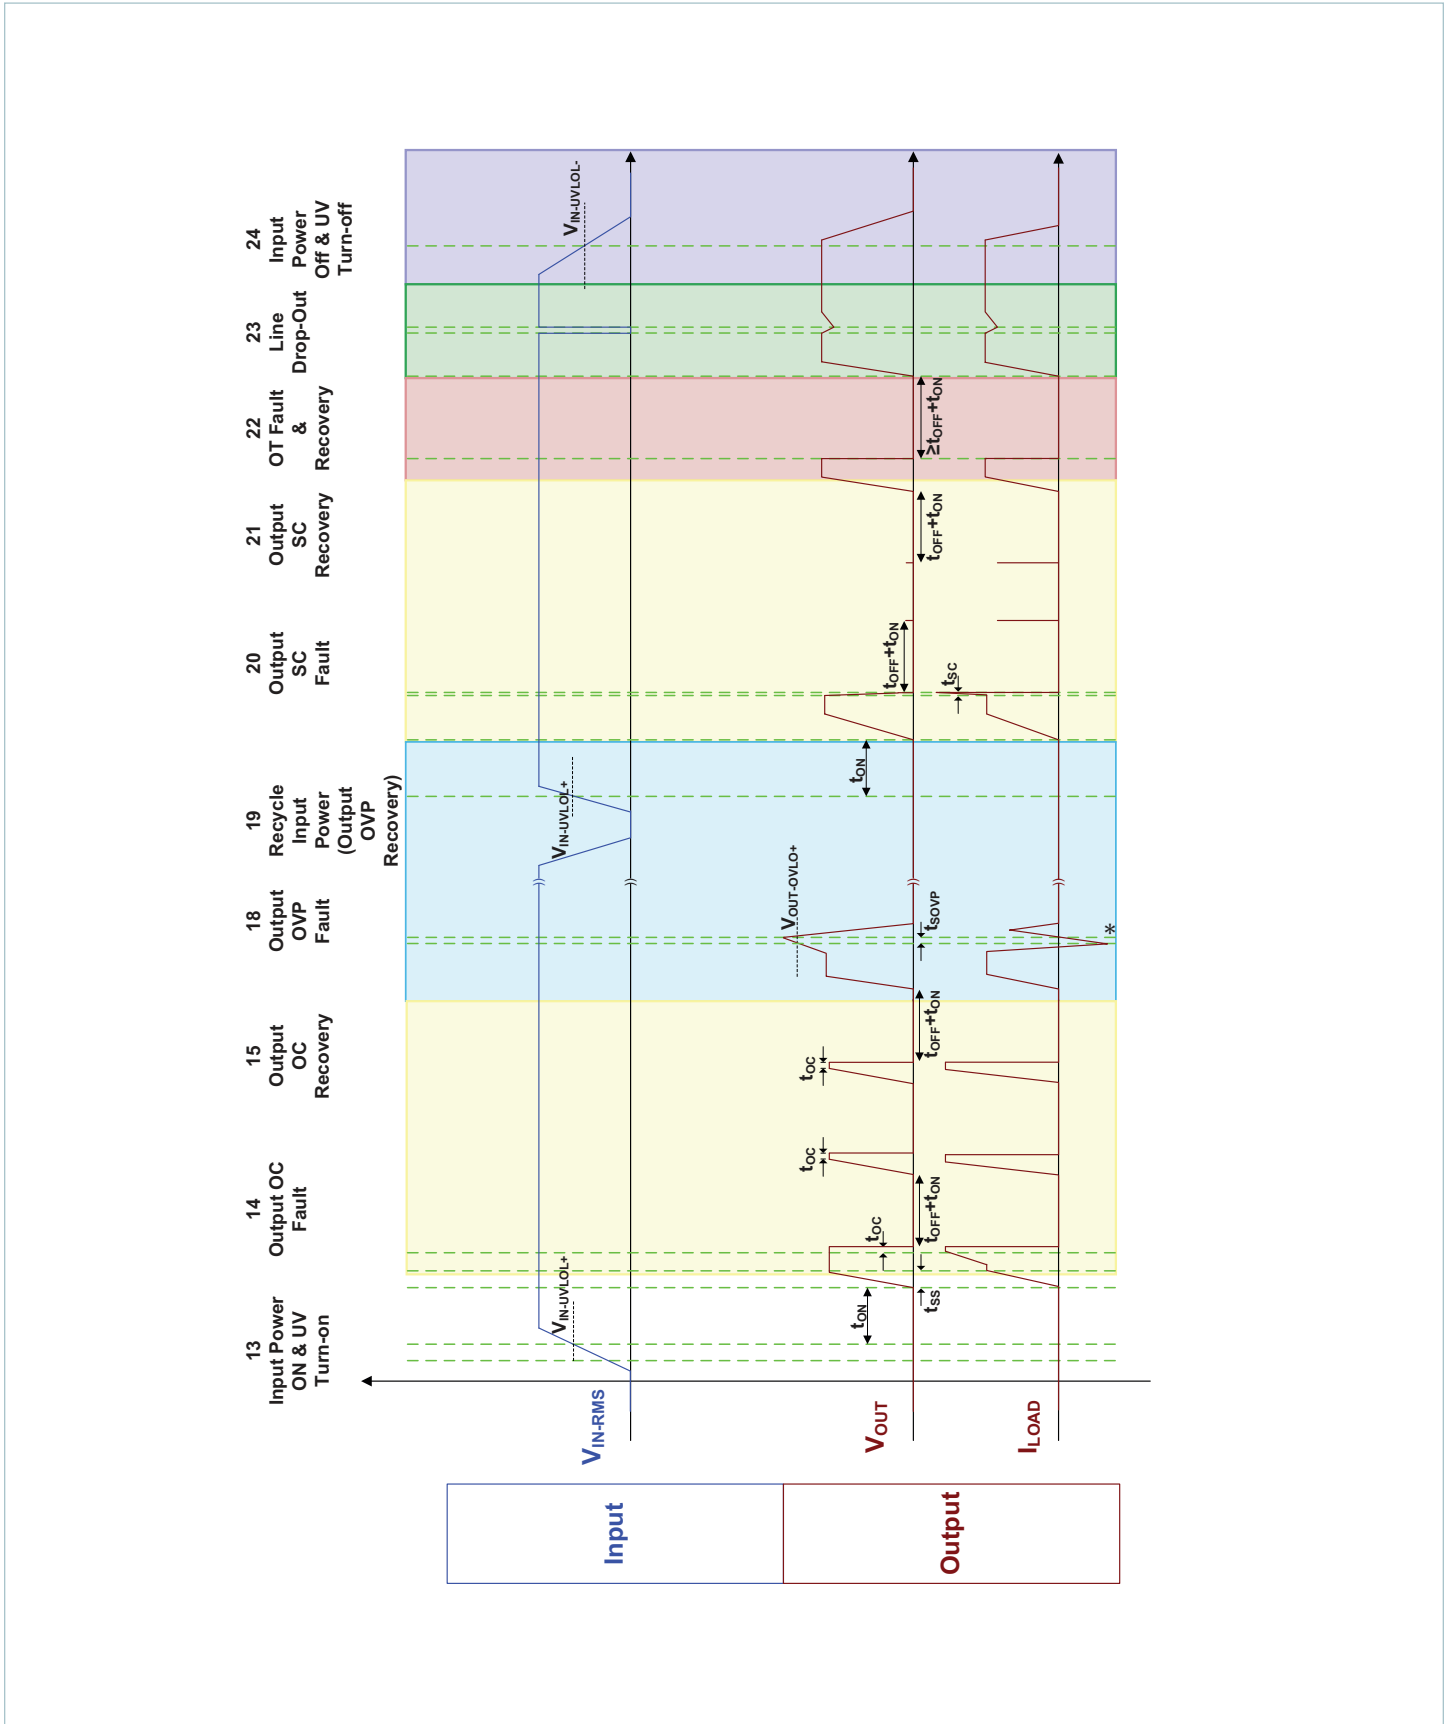 13
Input Power
ON & UV
Turn-on
14
Output OC
Fault
15
Output
OC
Recovery
18
Output
OVP
Fault
19
Recycle
Input
Power
(Output
OVP
Recovery)
20
Output
SC
Fault
21
Output
SC
Recovery
22
OT Fault
&
Recovery
23
Line
Drop-Out
24
Input
Power
Off & UV
Turn-off
Input
VIN-RMS
VIN-UVLOL+
VIN-UVLOL+
VIN-UVLOL-
Output
VOUT
tON
tSS
tOC
tOFF+tON
tOC
tOC
tOFF+tON
VOUT-OVLO+
tSOVP
tON
tOFF+tON
tOFF+tON
≥tOFF+tON
ILOAD
*
tSC